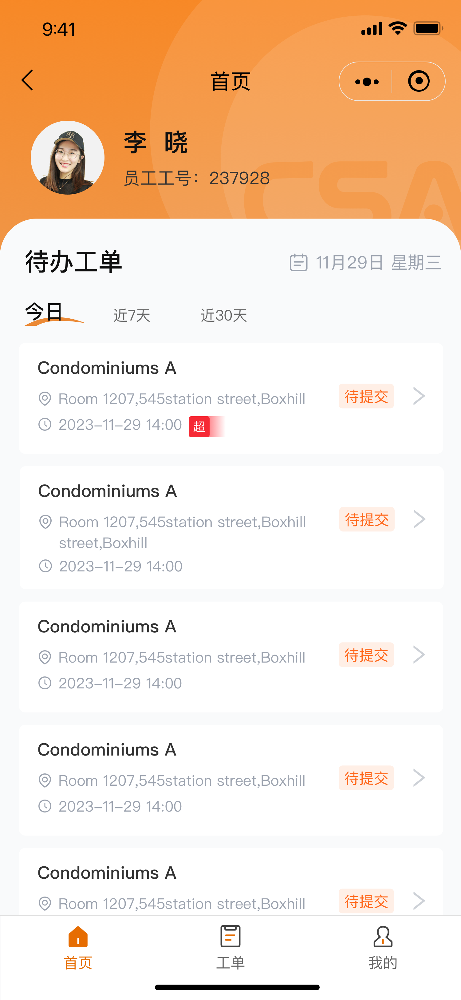 9:41
首页
李 晓
员工工号：237928
CSA
待办工单
11月29日 星期三
今日 近7天 近30天
Condominiums A
Room 1207,545station street,Boxhill
待提交
2023-11-29 14:00 超
Condominiums A
Room 1207,545station street,Boxhill
street,Boxhill
待提交
2023-11-29 14:00
Condominiums A
Room 1207,545station street,Boxhill
待提交
2023-11-29 14:00
Condominiums A
Room 1207,545station street,Boxhill
待提交
2023-11-29 14:00
Condominiums A
Room 1207,545station street,Boxhill
待提交
首页 工单 我的